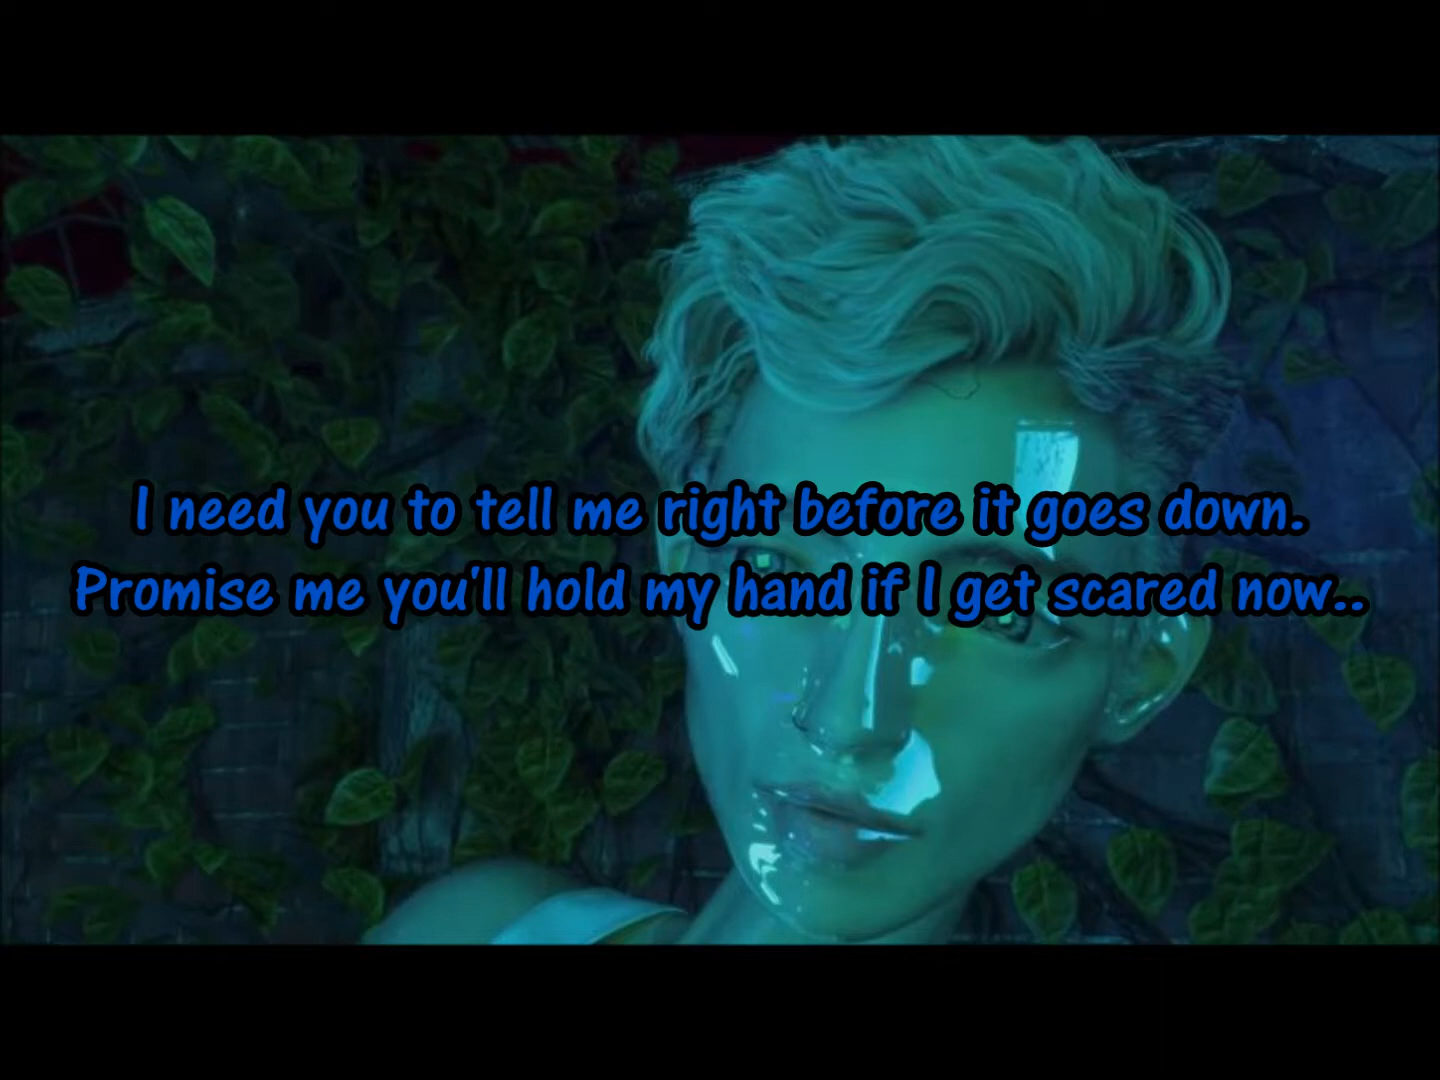 I need you to tell me right before it goes down.
Promise me you'll hold my hand if I get scared now..